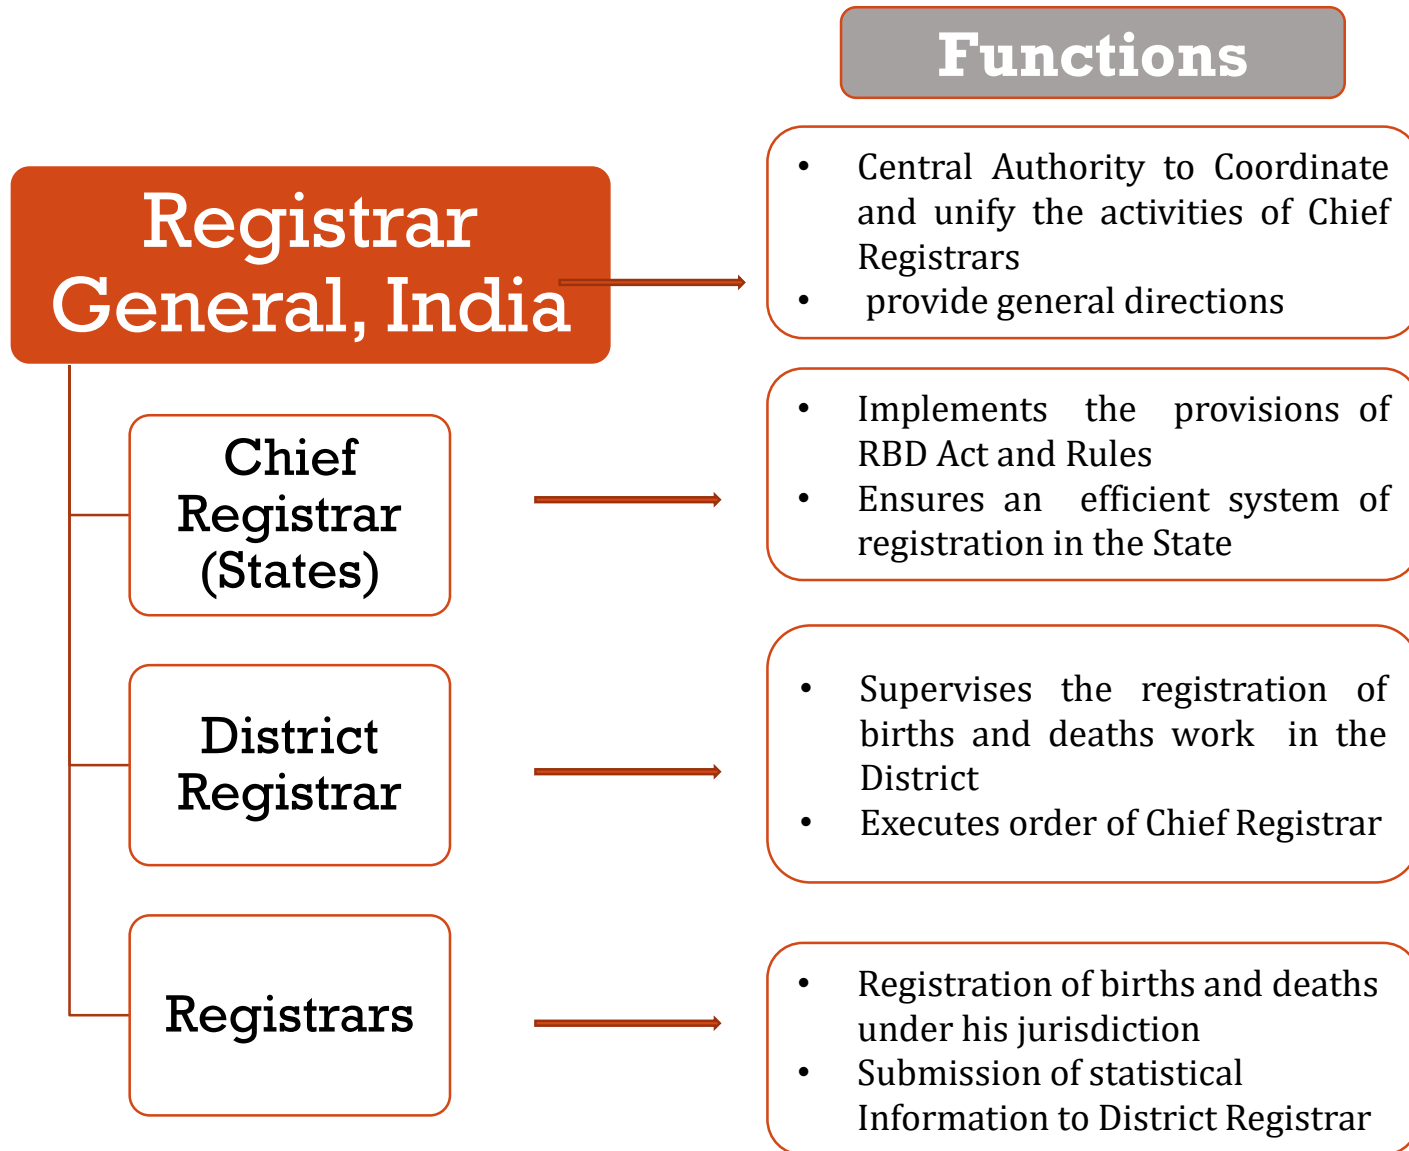 Functions
Registrar
General, India
• Central Authority to Coordinate
and unify the activities of Chief
Registrars
• provide general directions
Chief
Registrar
(States)
• Implements the provisions of
RBD Act and Rules
• Ensures an efficient system of
registration in the State
District
Registrar
• Supervises the registration of
births and deaths work in the
District
• Executes order of Chief Registrar
Registrars
• Registration of births and deaths
under his jurisdiction
• Submission of statistical
Information to District Registrar